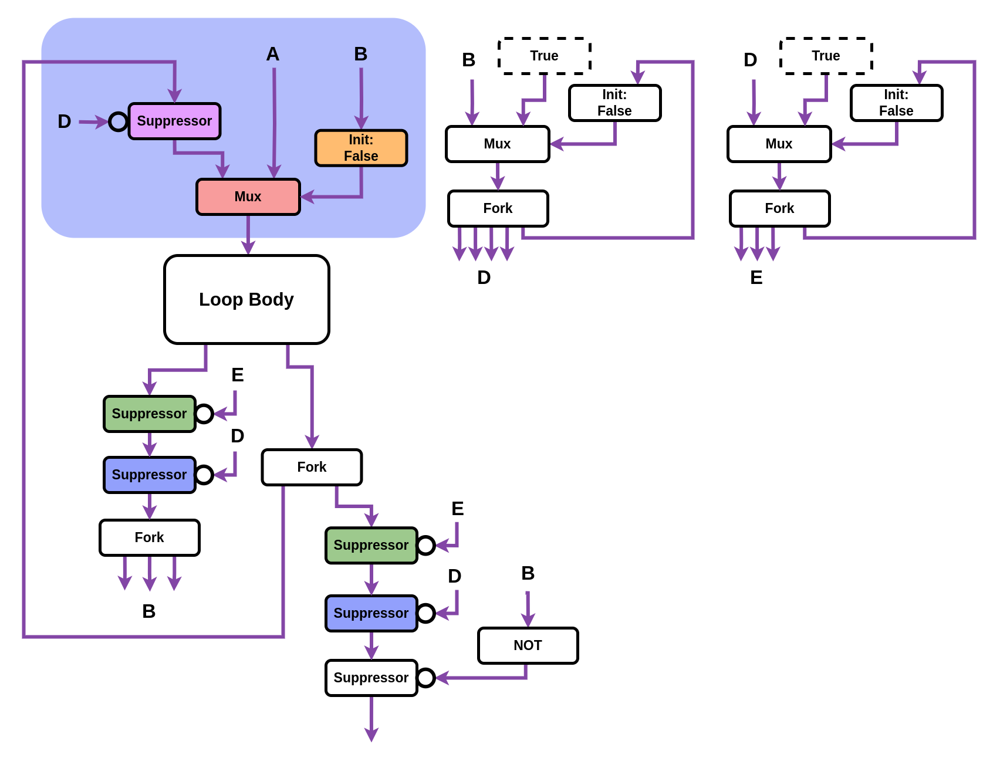 A
B
D
Suppressor
Init:
False
Mux
Loop Body
E
Suppressor
D
Suppressor
Fork
B
Fork
E
Suppressor
D
Suppressor
B
NOT
Suppressor
B
True
Init:
False
Mux
Fork
D
D
True
Init:
False
Mux
Fork
E